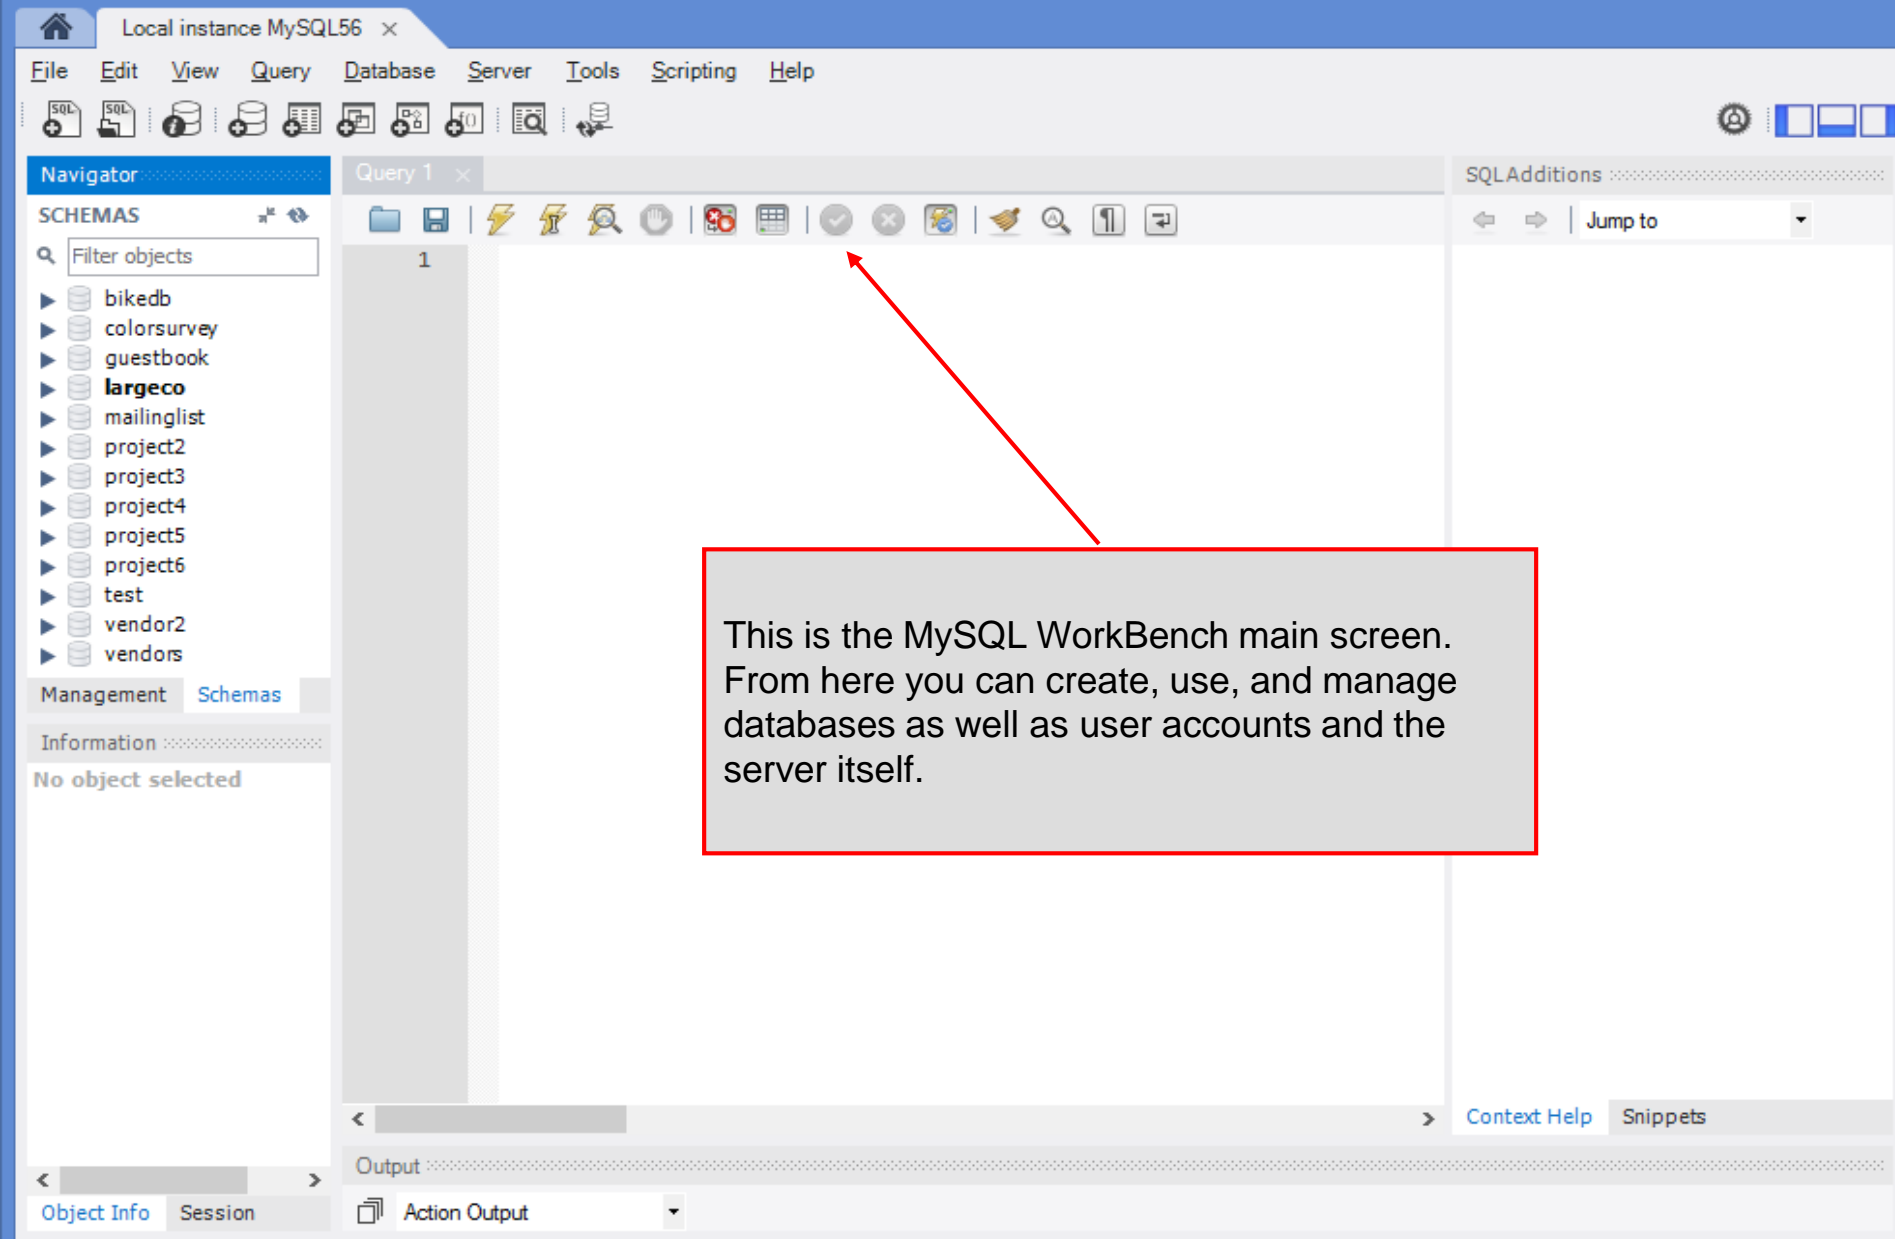 Local instance MySQL56
File Edit View Query Database Server Tools Scripting Help
SQL SQL f()
Navigator
SCHEMAS
Filter objects
bikedb
colorsurvey
guestbook
largeco
mailinglist
project2
project3
project4
project5
project6
test
vendor2
vendors
Management Schemas
Information
No object selected
Object Info Session
Query 1
1
This is the MySQL WorkBench main screen.
From here you can create, use, and manage
databases as well as user accounts and the
server itself.
Output
Action Output
SQLAdditions
Jump to
Context Help Snippets